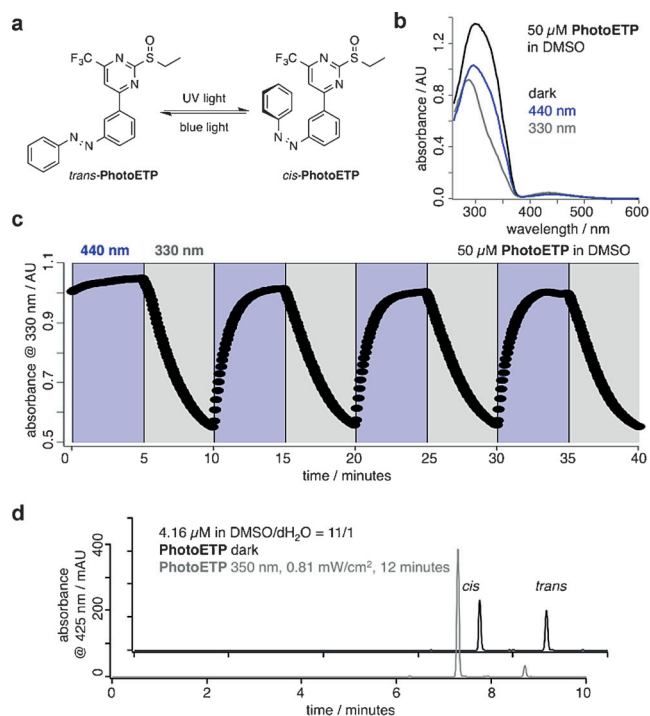 a
F3C
N
N
O
S
N
N
UV light
blue light
trans-PhotoETP
F3C
N
N
O
S
N
N
cis-PhotoETP
b
50 µM PhotoETP
in DMSO
dark
440 nm
330 nm
absorbance / AU
1.2
0.8
0.4
0.0
300 400 500 600
wavelength / nm
c
440 nm 330 nm 50 µM PhotoETP in DMSO
absorbance @ 330 nm / AU
1.1
0.9
0.7
0.5
0 5 10 15 20 25 30 35 40
time / minutes
d
4.16 µM in DMSO/dH2O = 11/1
PhotoETP dark
PhotoETP 350 nm, 0.81 mW/cm2, 12 minutes
cis trans
absorbance
@ 425 nm / mAU
400
200
0
0 2 4 6 8 10
time / minutes